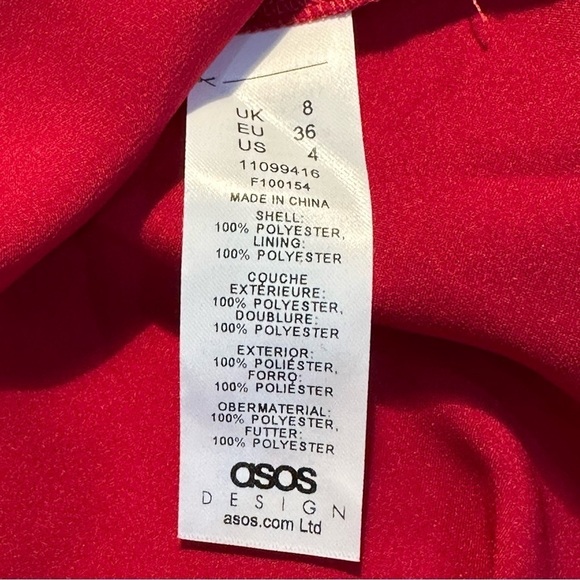 UK 8
EU 36
US 4
11099416
F100154
MADE IN CHINA
SHELL:
100% POLYESTER,
LINING:
100% POLYESTER
COUCHE
EXTÉRIEURE:
100% POLYESTER,
DOUBLURE:
100% POLYESTER
EXTERIOR:
100% POLIÉSTER,
FORRO:
100% POLIÉSTER
OBERMATERIAL:
100% POLYESTER,
FUTTER:
100% POLYESTER
asos
DESIGN
asos.com Ltd